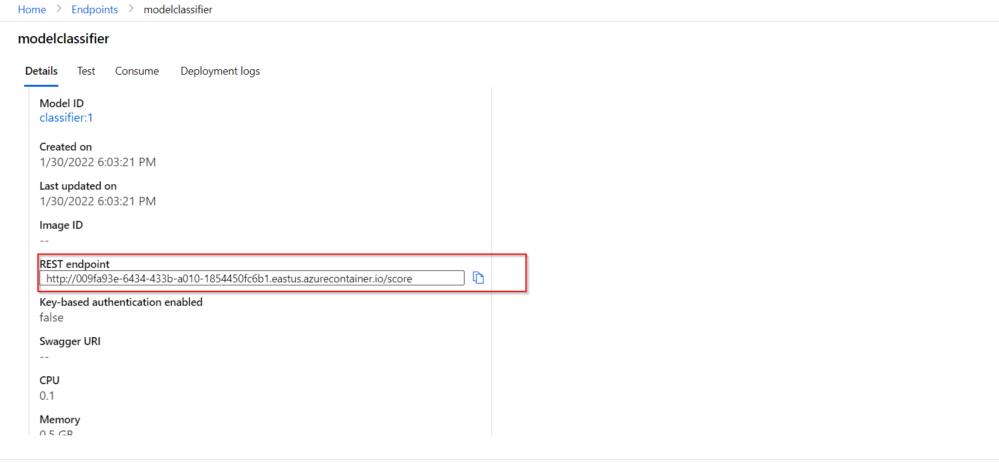 Home > Endpoints > modelclassifier
modelclassifier
Details Test Consume Deployment logs
Model ID
classifier:1
Created on
1/30/2022 6:03:21 PM
Last updated on
1/30/2022 6:03:21 PM
Image ID
--
REST endpoint
http://009fa93e-6434-433b-a010-1854450fc6b1.eastus.azurecontainer.io/score
Key-based authentication enabled
false
Swagger URI
--
CPU
0.1
Memory
0.5 GB